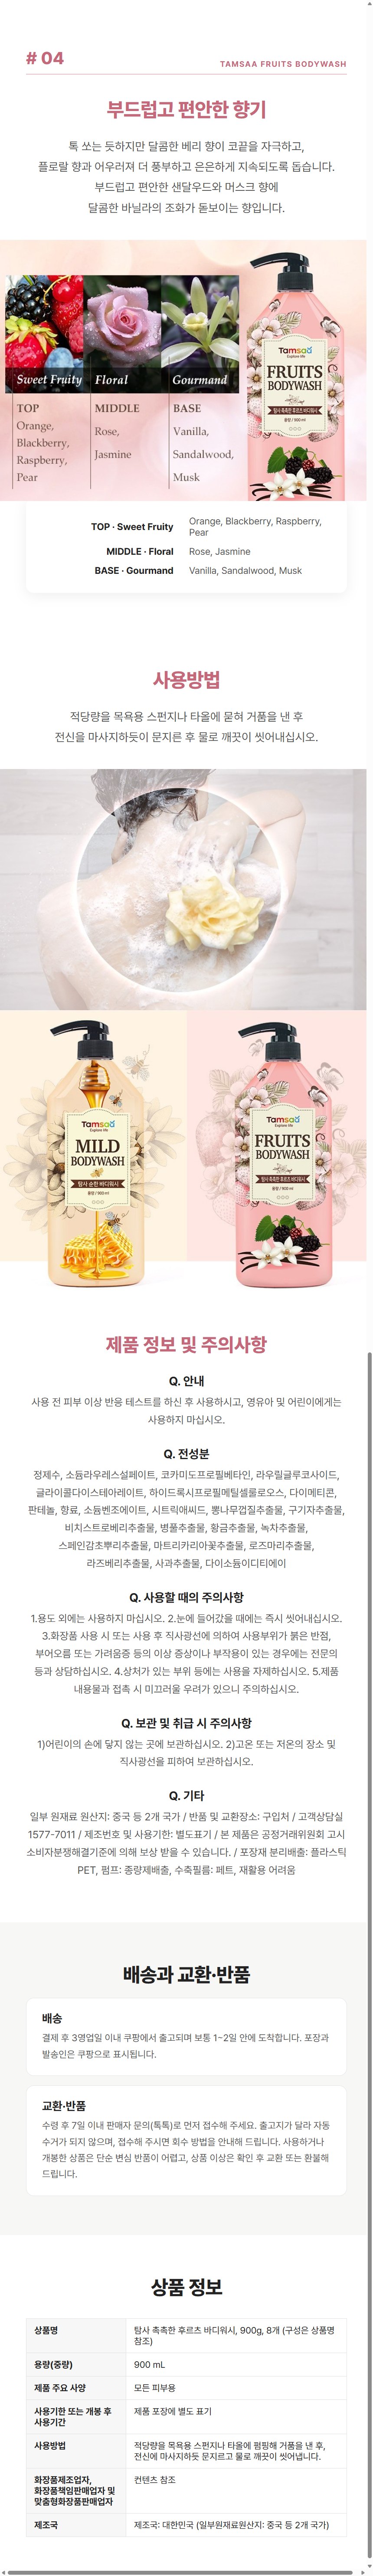 # 04
TAMSAA FRUITS BODYWASH
부드럽고 편안한 향기
톡 쏘는 듯하지만 달콤한 베리 향이 코끝을 자극하고,
플로랄 향과 어우러져 더 풍부하고 은은하게 지속되도록 돕습니다.
부드럽고 편안한 샌달우드와 머스크 향에
달콤한 바닐라의 조화가 돋보이는 향입니다.
Sweet Fruity
Floral
Gourmand
TOP
Orange,
Blackberry,
Raspberry,
Pear
MIDDLE
Rose,
Jasmine
BASE
Vanilla,
Sandalwood,
Musk
Tamsaa
Explore life
FRUITS
BODYWASH
탐사 촉촉한 후르츠 바디워시
용량 / 900 ml
TOP · Sweet Fruity
Orange, Blackberry, Raspberry,
Pear
MIDDLE · Floral
Rose, Jasmine
BASE · Gourmand
Vanilla, Sandalwood, Musk
사용방법
적당량을 목욕용 스펀지나 타올에 묻혀 거품을 낸 후
전신을 마사지하듯이 문지른 후 물로 깨끗이 씻어내십시오.
Tamsaa
Explore life
MILD
BODYWASH
탐사 순한 바디워시
용량 / 900 ml
Tamsaa
Explore life
FRUITS
BODYWASH
탐사 촉촉한 후르츠 바디워시
용량 / 900 ml
제품 정보 및 주의사항
Q. 안내
사용 전 피부 이상 반응 테스트를 하신 후 사용하시고, 영유아 및 어린이에게는
사용하지 마십시오.
Q. 전성분
정제수, 소듐라우레스설페이트, 코카미도프로필베타인, 라우릴글루코사이드,
글라이콜다이스테아레이트, 하이드록시프로필메틸셀룰로오스, 다이메티콘,
판테놀, 향료, 소듐벤조에이트, 시트릭애씨드, 뽕나무껍질추출물, 구기자추출물,
비치스트로베리추출물, 병풀추출물, 황금추출물, 녹차추출물,
스페인감초뿌리추출물, 마트리카리아꽃추출물, 로즈마리추출물,
라즈베리추출물, 사과추출물, 다이소듐이디티에이
Q. 사용할 때의 주의사항
1.용도 외에는 사용하지 마십시오. 2.눈에 들어갔을 때에는 즉시 씻어내십시오.
3.화장품 사용 시 또는 사용 후 직사광선에 의하여 사용부위가 붉은 반점,
부어오름 또는 가려움증 등의 이상 증상이나 부작용이 있는 경우에는 전문의
등과 상담하십시오. 4.상처가 있는 부위 등에는 사용을 자제하십시오. 5.제품
내용물과 접촉 시 미끄러울 우려가 있으니 주의하십시오.
Q. 보관 및 취급 시 주의사항
1)어린이의 손에 닿지 않는 곳에 보관하십시오. 2)고온 또는 저온의 장소 및
직사광선을 피하여 보관하십시오.
Q. 기타
일부 원재료 원산지: 중국 등 2개 국가 / 반품 및 교환장소: 구입처 / 고객상담실
1577-7011 / 제조번호 및 사용기한: 별도표기 / 본 제품은 공정거래위원회 고시
소비자분쟁해결기준에 의해 보상 받을 수 있습니다. / 포장재 분리배출: 플라스틱
PET, 펌프: 종량제배출, 수축필름: 페트, 재활용 어려움
배송과 교환·반품
배송
결제 후 3영업일 이내 쿠팡에서 출고되며 보통 1~2일 안에 도착합니다. 포장과
발송인은 쿠팡으로 표시됩니다.
교환·반품
수령 후 7일 이내 판매자 문의(톡톡)로 먼저 접수해 주세요. 출고지가 달라 자동
수거가 되지 않으며, 접수해 주시면 회수 방법을 안내해 드립니다. 사용하거나
개봉한 상품은 단순 변심 반품이 어렵고, 상품 이상은 확인 후 교환 또는 환불해
드립니다.
상품 정보
상품명
탐사 촉촉한 후르츠 바디워시, 900g, 8개 (구성은 상품명
참조)
용량(중량)
900 mL
제품 주요 사양
모든 피부용
사용기한 또는 개봉 후
사용기간
제품 포장에 별도 표기
사용방법
적당량을 목욕용 스펀지나 타올에 펌핑해 거품을 낸 후,
전신에 마사지하듯 문지르고 물로 깨끗이 씻어냅니다.
화장품제조업자,
화장품책임판매업자 및
맞춤형화장품판매업자
컨텐츠 참조
제조국
제조국: 대한민국 (일부원재료원산지: 중국 등 2개 국가)